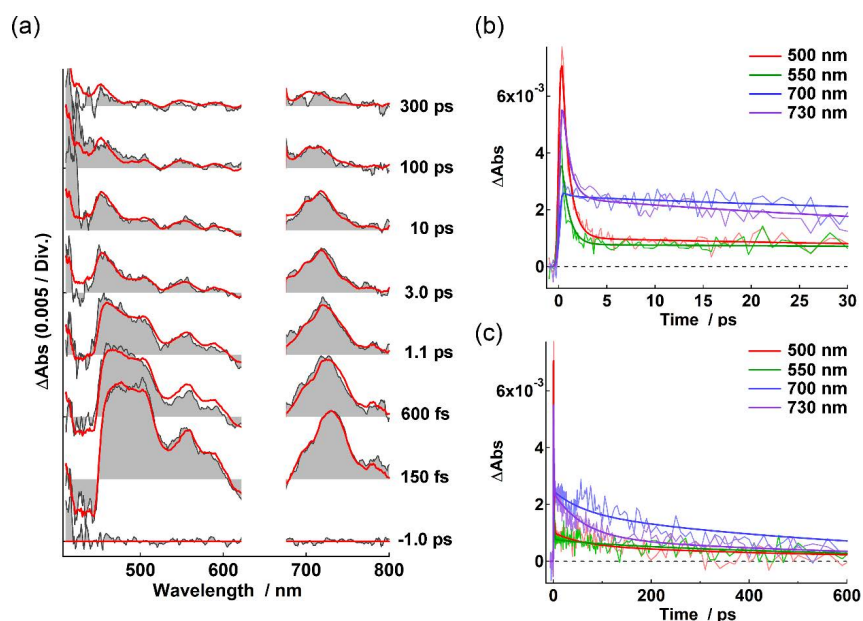 (a)
ΔAbs (0.005 / Div.)
300 ps
100 ps
10 ps
3.0 ps
1.1 ps
600 fs
150 fs
-1.0 ps
500
600
700
800
Wavelength / nm
(b)
500 nm
550 nm
700 nm
730 nm
6x10⁻³
4
2
0
ΔAbs
0
5
10
15
20
25
30
Time / ps
(c)
500 nm
550 nm
700 nm
730 nm
6x10⁻³
4
2
0
ΔAbs
0
200
400
600
Time / ps